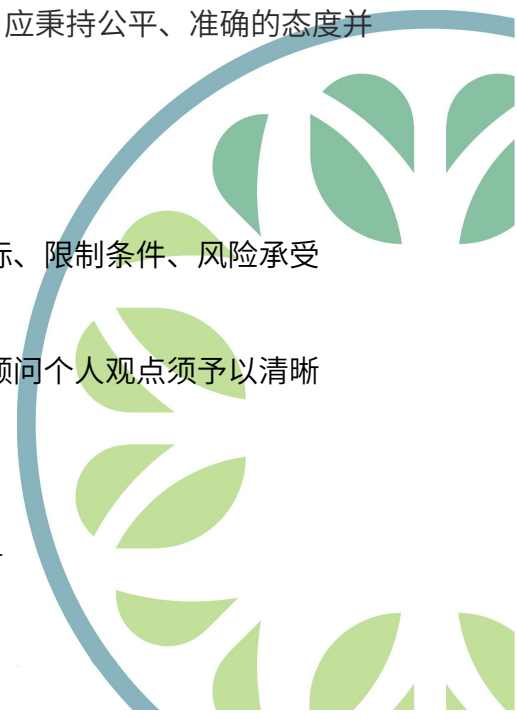 应秉持公平、准确的态度并
标、限制条件、风险承受
顾问个人观点须予以清晰